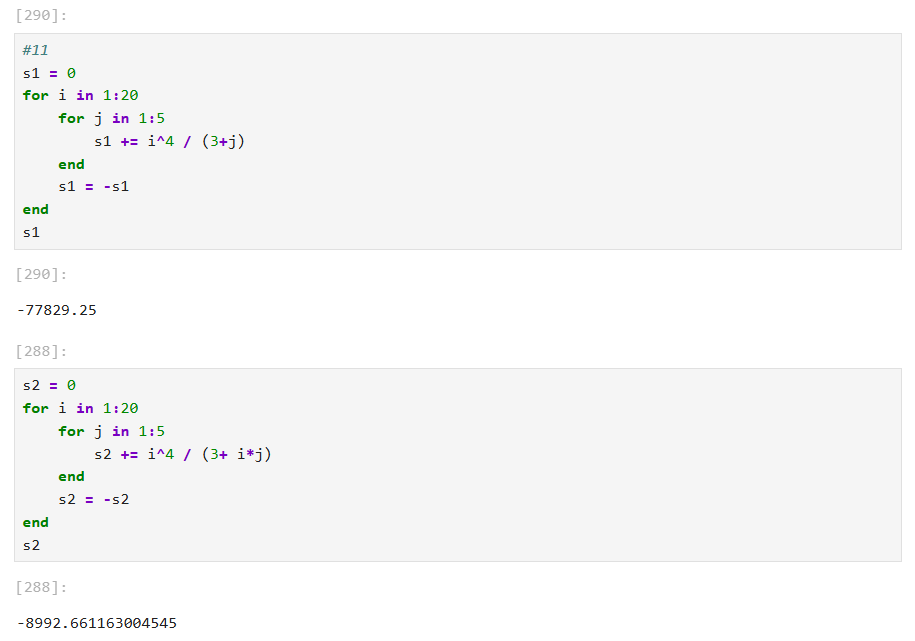 [290]:
#11
s1 = 0
for i in 1:20
    for j in 1:5
        s1 += i^4 / (3+j)
    end
    s1 = -s1
end
s1
[290]:
-77829.25
[288]:
s2 = 0
for i in 1:20
    for j in 1:5
        s2 += i^4 / (3+ i*j)
    end
    s2 = -s2
end
s2
[288]:
-8992.661163004545